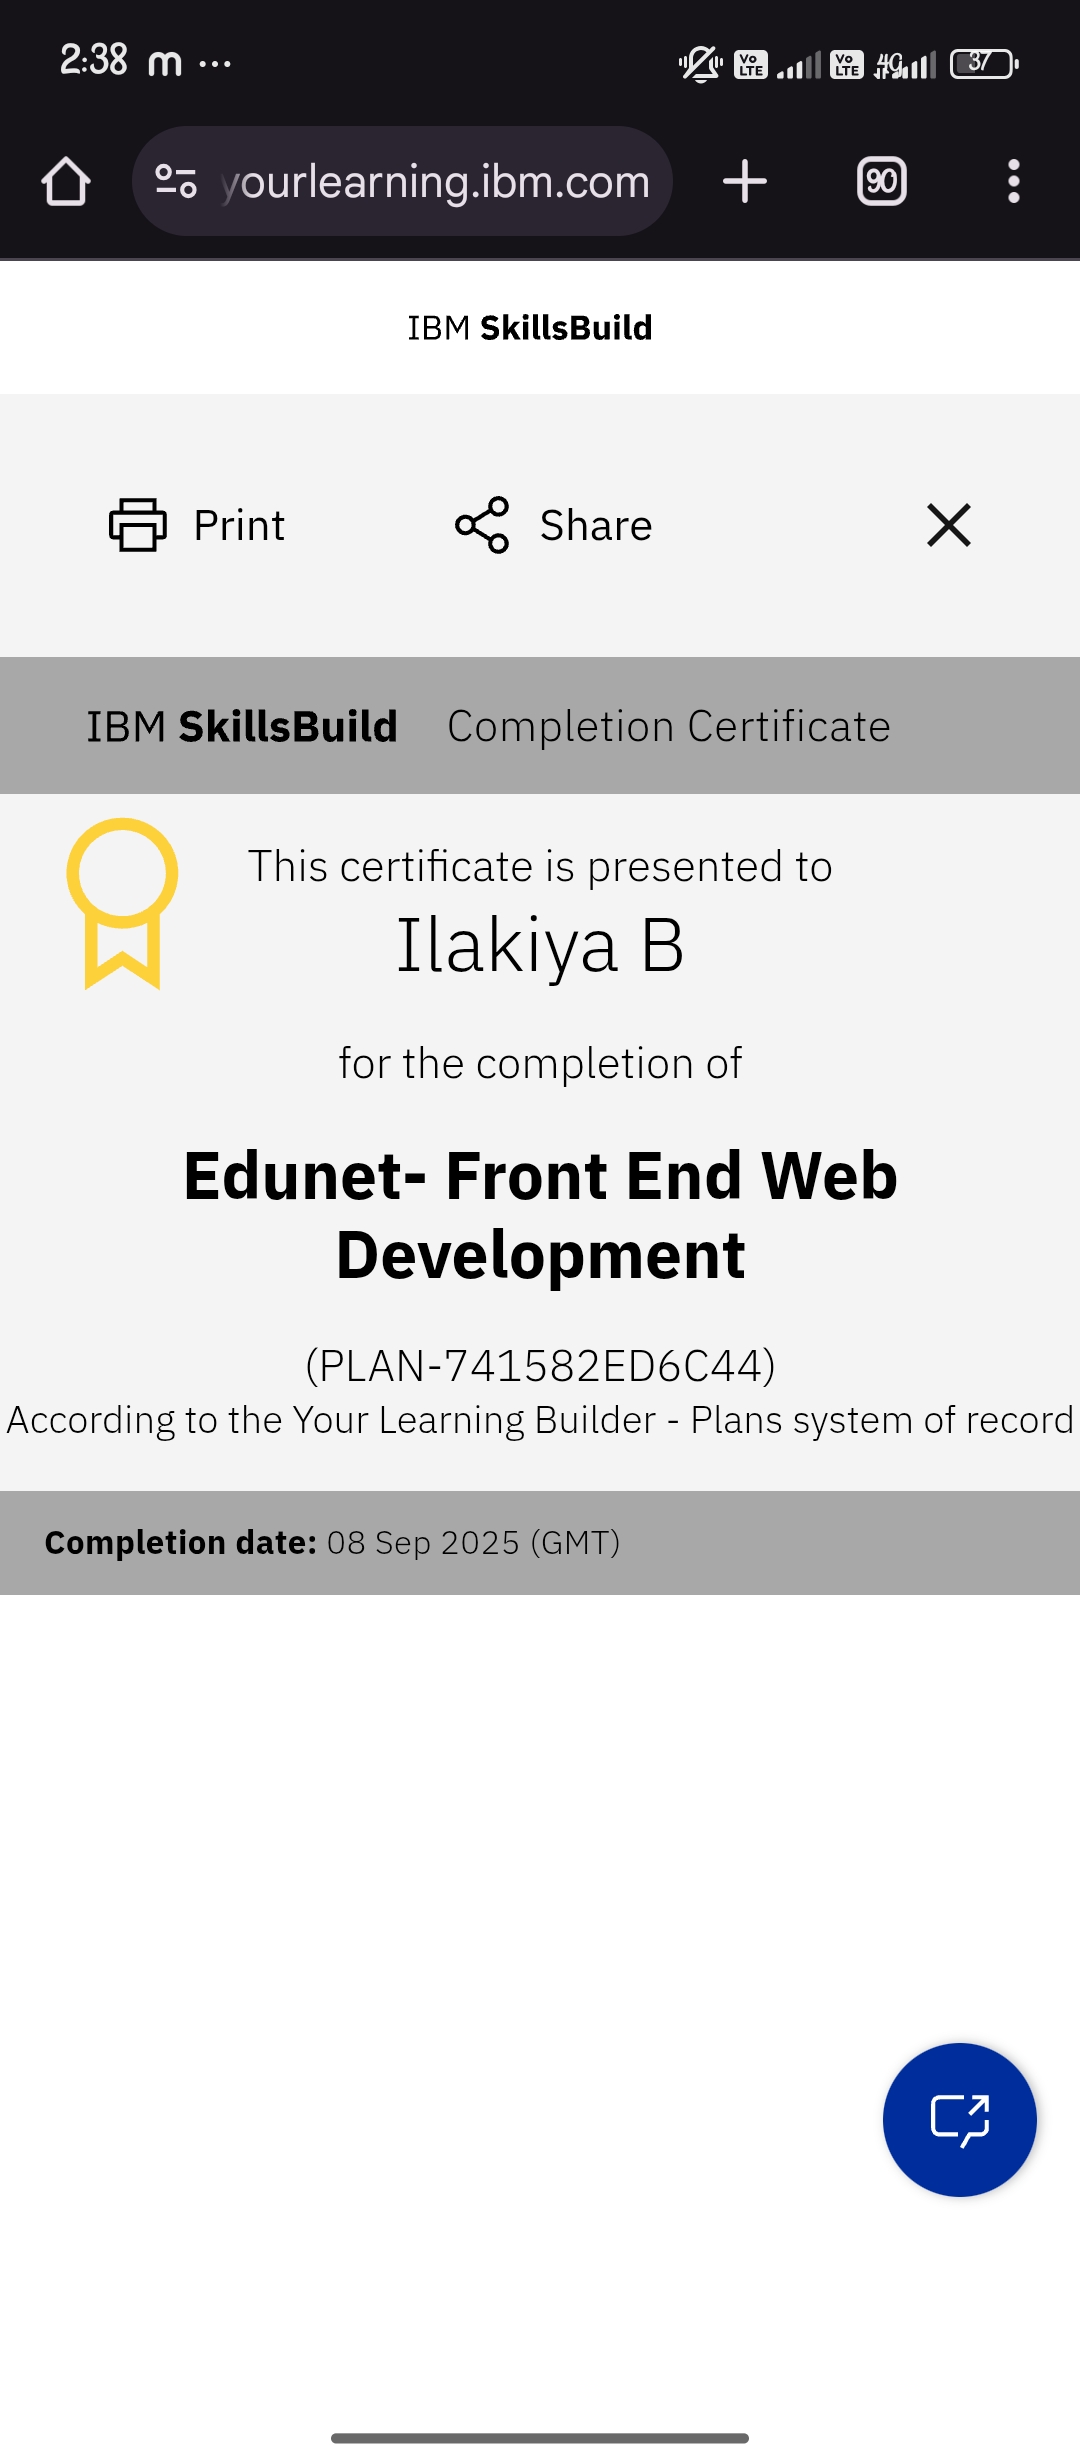 2:38 m ...
Vo LTE Vo LTE 4G 37
yourlearning.ibm.com
90
IBM SkillsBuild
Print Share
IBM SkillsBuild Completion Certificate
This certificate is presented to
Ilakiya B
for the completion of
Edunet- Front End Web
Development
(PLAN-741582ED6C44)
According to the Your Learning Builder - Plans system of record
Completion date: 08 Sep 2025 (GMT)